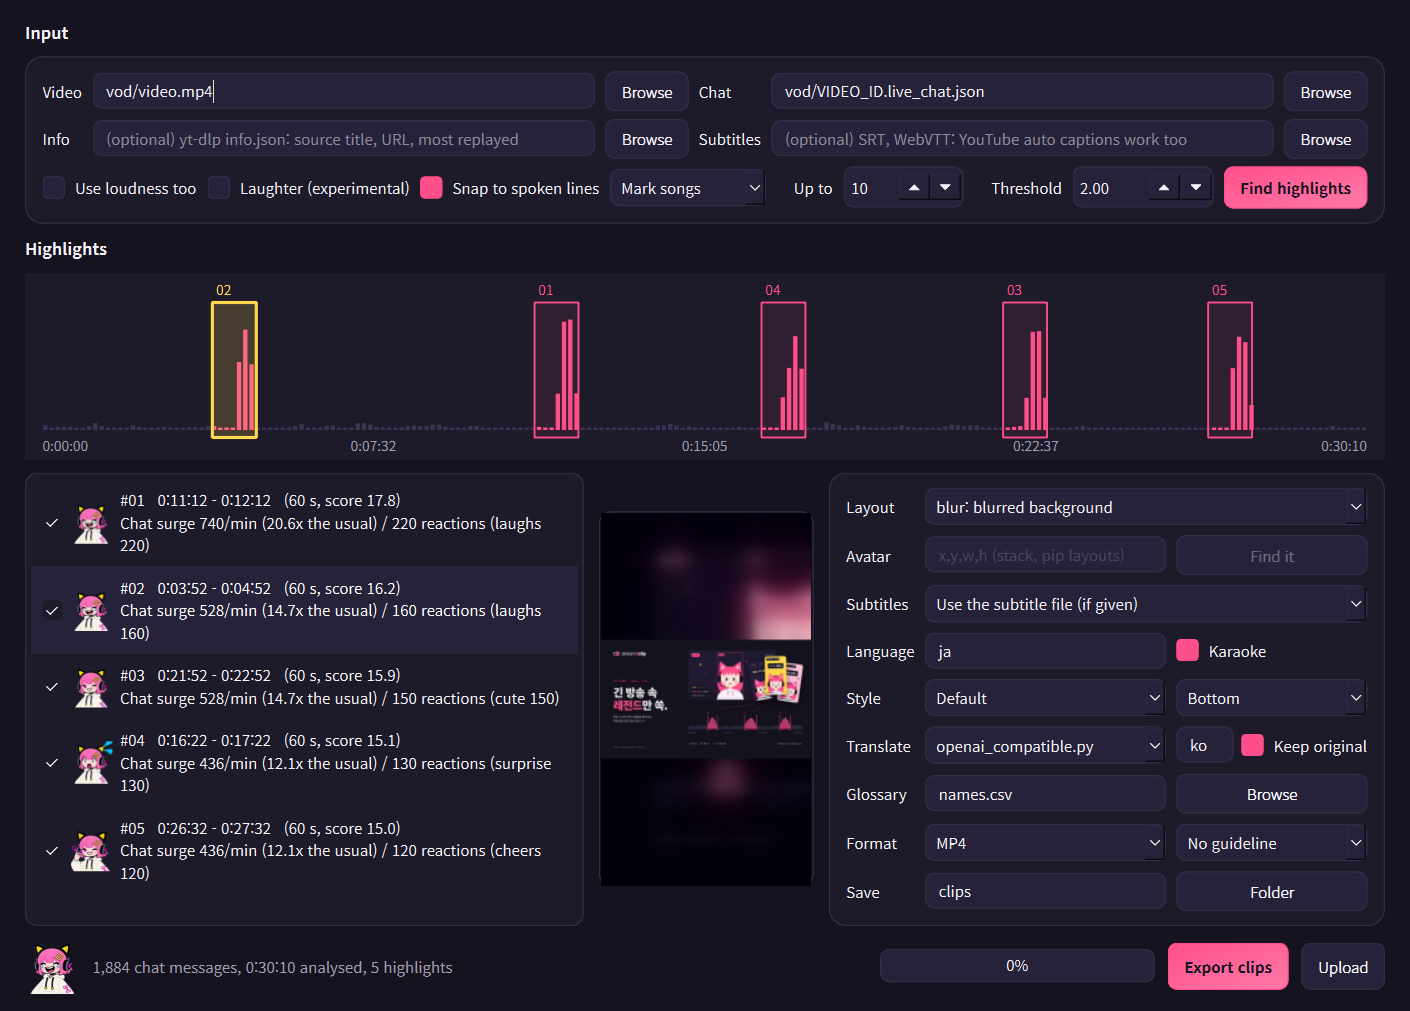 Input
Video vod/video.mp4 Browse Chat vod/VIDEO_ID.live_chat.json Browse
Info (optional) yt-dlp info.json: source title, URL, most replayed Browse Subtitles (optional) SRT, WebVTT: YouTube auto captions work too Browse
Use loudness too Laughter (experimental) Snap to spoken lines Mark songs Up to 10 Threshold 2.00 Find highlights
Highlights
02 01 04 03 05
0:00:00 0:07:32 0:15:05 0:22:37 0:30:10
#01 0:11:12 - 0:12:12 (60 s, score 17.8)
Chat surge 740/min (20.6x the usual) / 220 reactions (laughs
220)
#02 0:03:52 - 0:04:52 (60 s, score 16.2)
Chat surge 528/min (14.7x the usual) / 160 reactions (laughs
160)
#03 0:21:52 - 0:22:52 (60 s, score 15.9)
Chat surge 528/min (14.7x the usual) / 150 reactions (cute 150)
#04 0:16:22 - 0:17:22 (60 s, score 15.1)
Chat surge 436/min (12.1x the usual) / 130 reactions (surprise
130)
#05 0:26:32 - 0:27:32 (60 s, score 15.0)
Chat surge 436/min (12.1x the usual) / 120 reactions (cheers
120)
긴 방송 속
레전드만 쏙.
Layout blur: blurred background
Avatar x,y,w,h (stack, pip layouts) Find it
Subtitles Use the subtitle file (if given)
Language ja Karaoke
Style Default Bottom
Translate openai_compatible.py ko Keep original
Glossary names.csv Browse
Format MP4 No guideline
Save clips Folder
1,884 chat messages, 0:30:10 analysed, 5 highlights
0% Export clips Upload